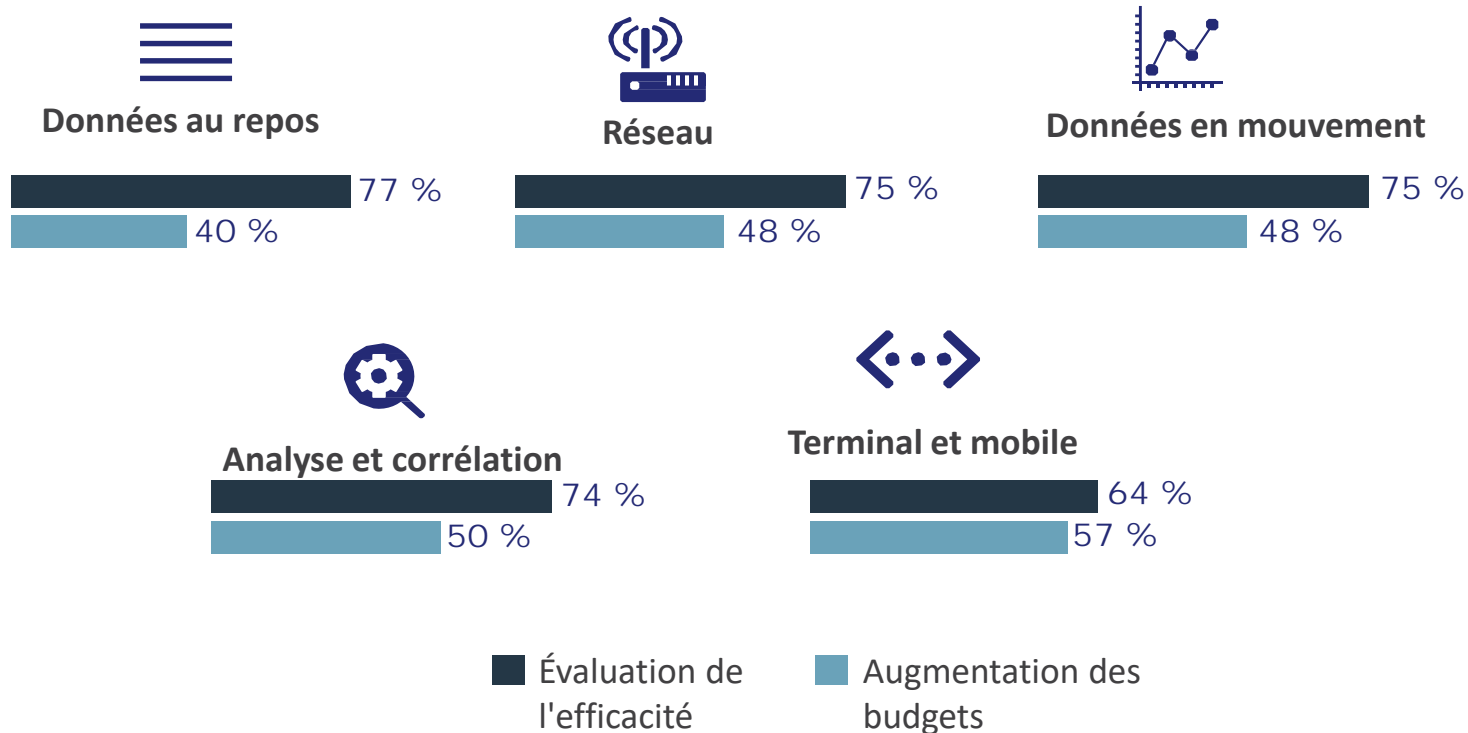 Données au repos
77 %
40 %
Réseau
75 %
48 %
Données en mouvement
75 %
48 %
Analyse et corrélation
74 %
50 %
Terminal et mobile
64 %
57 %
Évaluation de
l'efficacité
Augmentation des
budgets